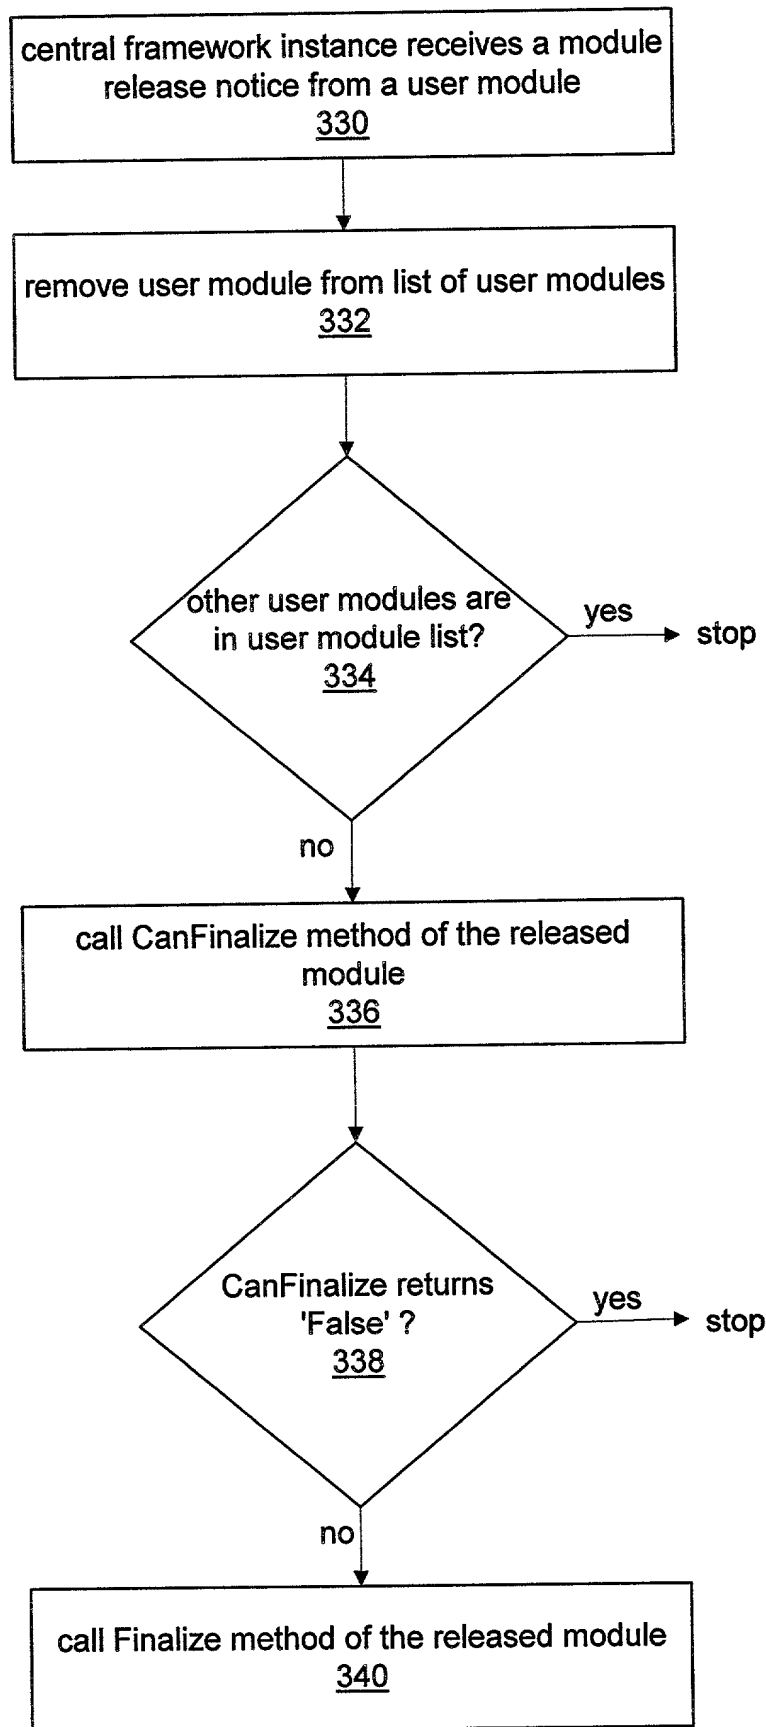 central framework instance receives a module
release notice from a user module
330
remove user module from list of user modules
332
other user modules are
in user module list?
334
yes
stop
no
call CanFinalize method of the released
module
336
CanFinalize returns
'False' ?
338
yes
stop
no
call Finalize method of the released module
340